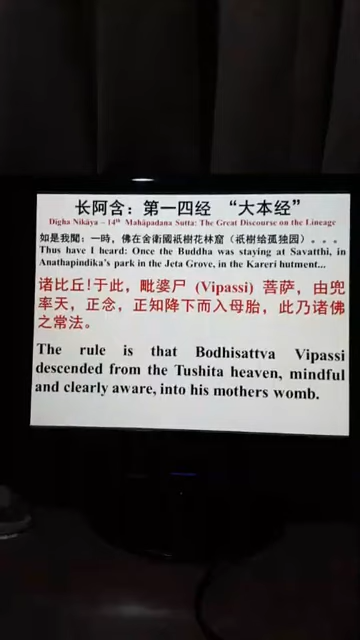 长阿含：第一四经 “大本经”
Digha Nikāya – 14th Mahāpadana Sutta: The Great Discourse on the Lineage
如是我聞：一時，佛在舍衛國祇樹花林窟（祇樹给孤独园）。。。
Thus have I heard: Once the Buddha was staying at Savatthi, in
Anathapindika's park in the Jeta Grove, in the Kareri hutment...
诸比丘!于此，毗婆尸 (Vipassi) 菩萨，由兜
率天，正念，正知降下而入母胎，此乃诸佛
之常法。
The rule is that Bodhisattva Vipassi
descended from the Tushita heaven, mindful
and clearly aware, into his mothers womb.